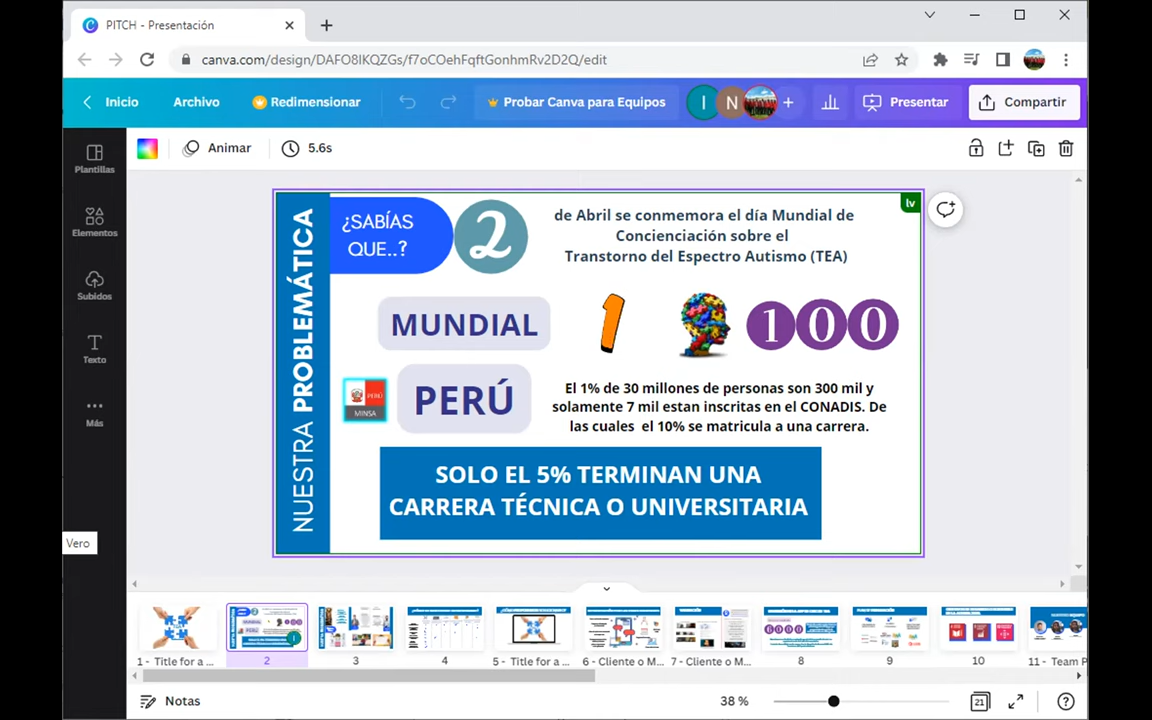 PITCH - Presentación
canva.com/design/DAFO8IKQZGs/f7oCOehFqftGonhmRv2D2Q/edit
Inicio
Archivo
Redimensionar
Probar Canva para Equipos
I
N
Presentar
Compartir
Animar
5.6s
Plantillas
Elementos
Subidos
Texto
Más
Vero
lv
NUESTRA PROBLEMÁTICA
¿SABÍAS
QUE..?
2
de Abril se conmemora el día Mundial de
Concienciación sobre el
Transtorno del Espectro Autismo (TEA)
MUNDIAL
1
100
PERÚ
MINSA
PERÚ
El 1% de 30 millones de personas son 300 mil y
solamente 7 mil estan inscritas en el CONADIS. De
las cuales el 10% se matricula a una carrera.
SOLO EL 5% TERMINAN UNA
CARRERA TÉCNICA O UNIVERSITARIA
1 - Title for a ...
2
3
4
5 - Title for a ...
6 - Cliente o M...
7 - Cliente o M...
8
9
10
11 - Team P
Notas
38 %
21